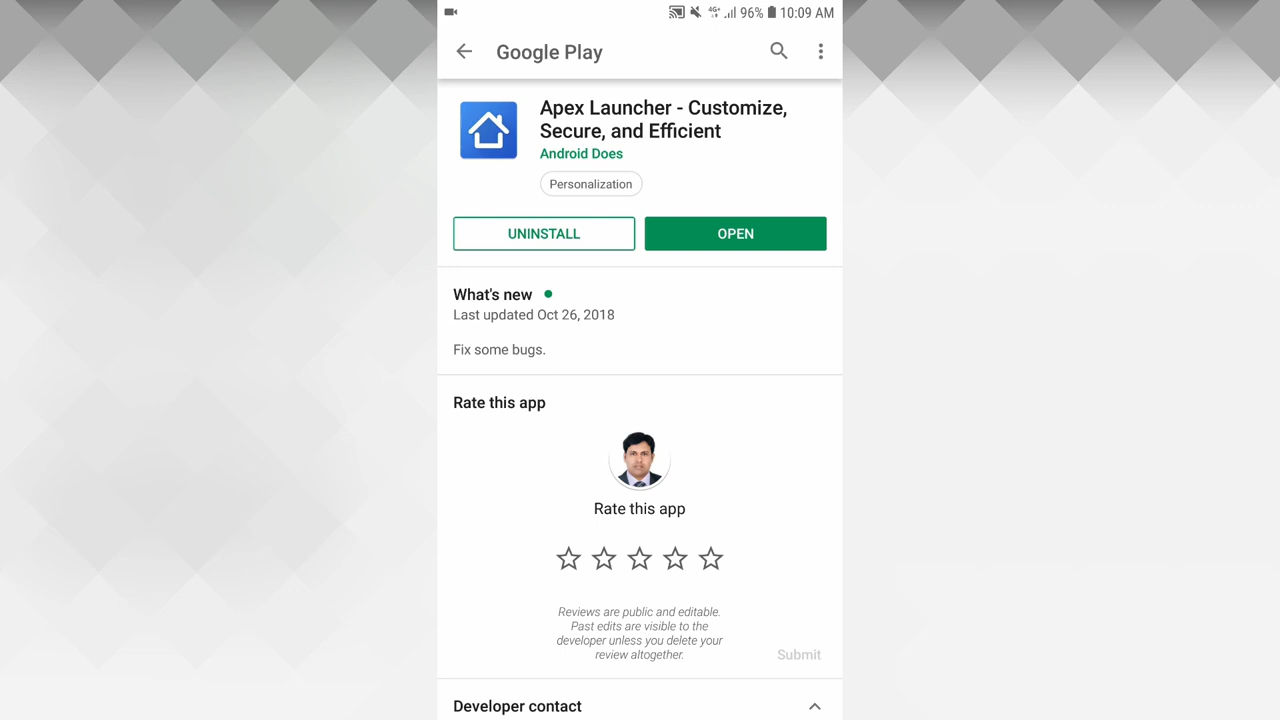 4G+ 96% 10:09 AM
Google Play
Apex Launcher - Customize,
Secure, and Efficient
Android Does
Personalization
UNINSTALL
OPEN
What's new
Last updated Oct 26, 2018
Fix some bugs.
Rate this app
Rate this app
Reviews are public and editable.
Past edits are visible to the
developer unless you delete your
review altogether.
Submit
Developer contact